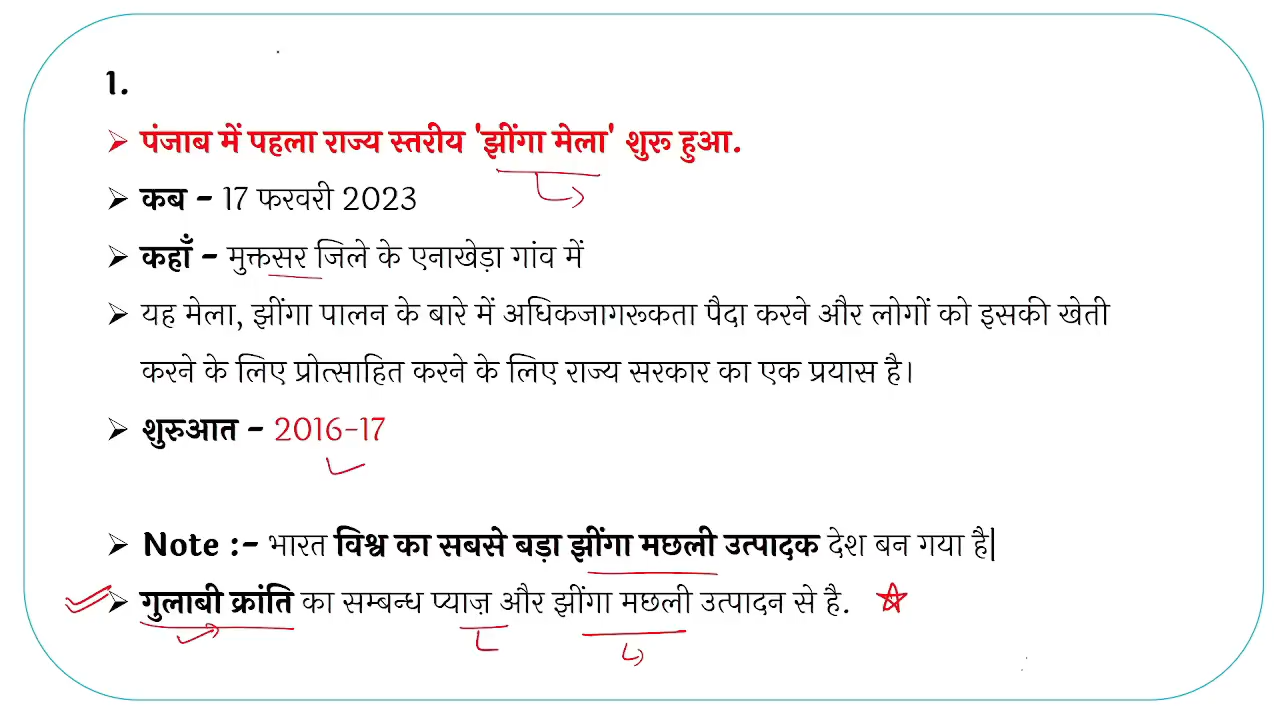 1.
➢ पंजाब में पहला राज्य स्तरीय 'झींगा मेला' शुरू हुआ.
➢ कब – 17 फरवरी 2023
➢ कहाँ – मुक्तसर जिले के एनाखेड़ा गांव में
➢ यह मेला, झींगा पालन के बारे में अधिकजागरूकता पैदा करने और लोगों को इसकी खेती
करने के लिए प्रोत्साहित करने के लिए राज्य सरकार का एक प्रयास है।
➢ शुरुआत – 2016-17
➢ Note :- भारत विश्व का सबसे बड़ा झींगा मछली उत्पादक देश बन गया है|
➢ गुलाबी क्रांति का सम्बन्ध प्याज़ और झींगा मछली उत्पादन से है.